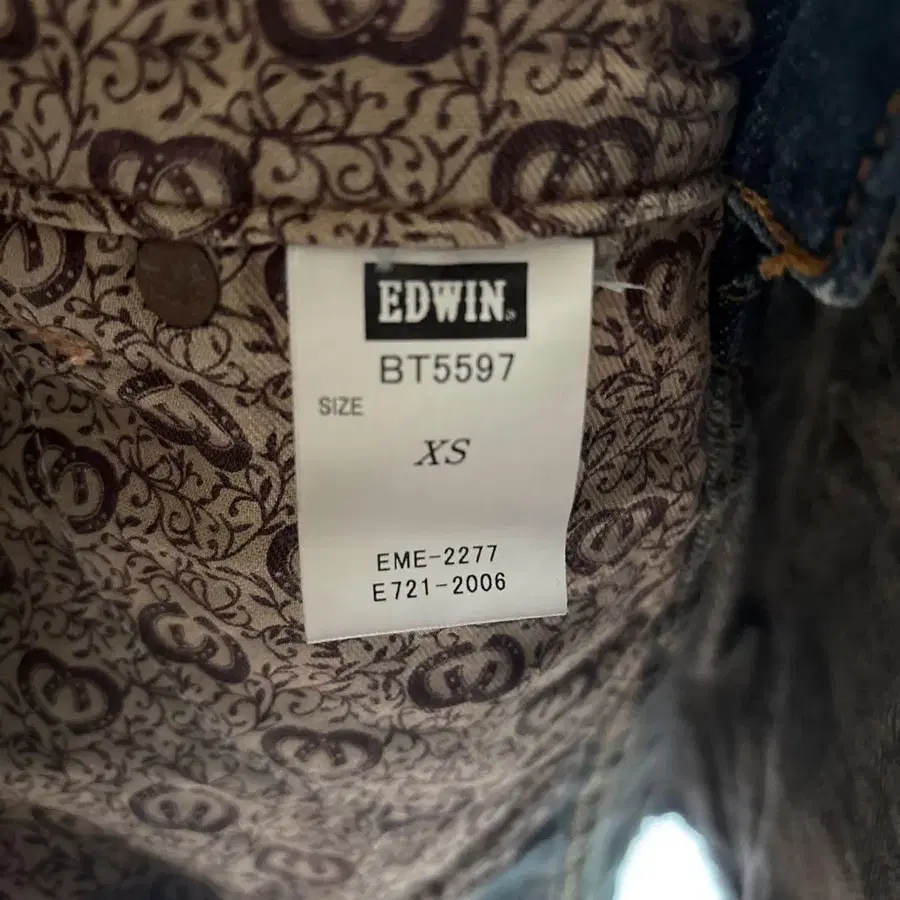 EDWIN®
BT5597
SIZE
XS
EME-2277
E721-2006